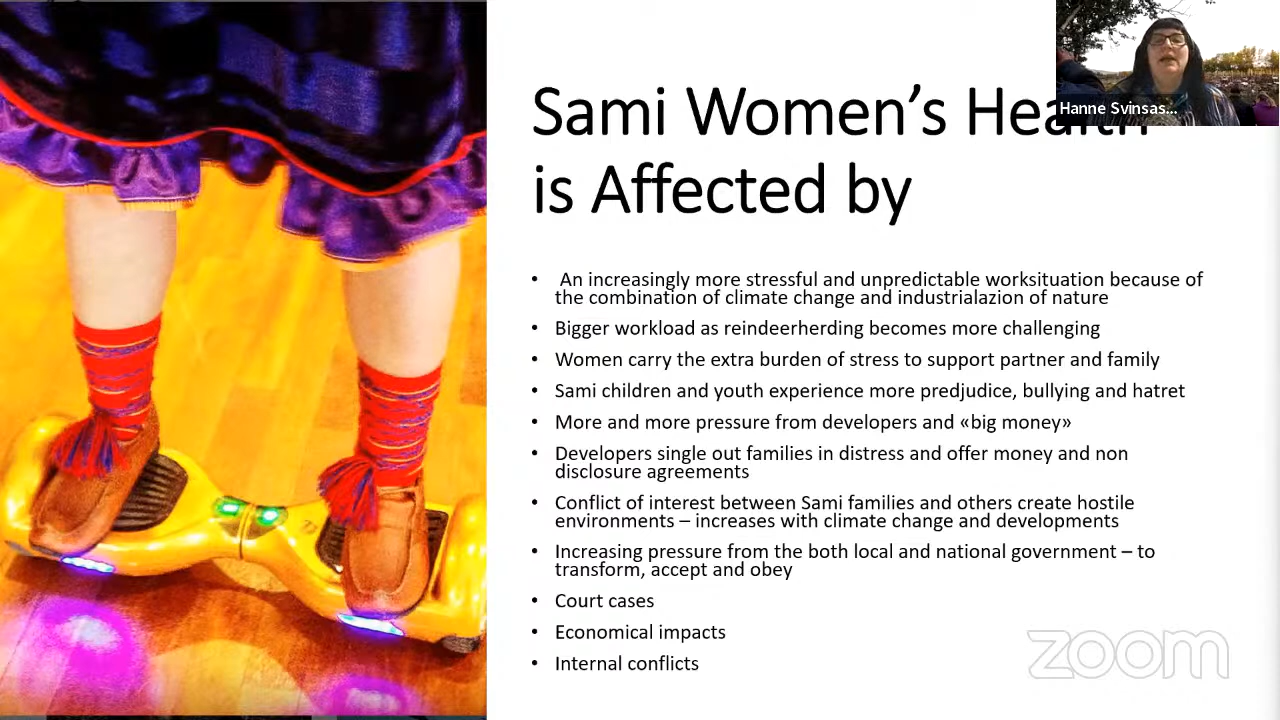 Sami Women's Health
Hanne Svinsas...
is Affected by
• An increasingly more stressful and unpredictable worksituation because of
the combination of climate change and industrialazion of nature
• Bigger workload as reindeerherding becomes more challenging
• Women carry the extra burden of stress to support partner and family
• Sami children and youth experience more predjudice, bullying and hatret
• More and more pressure from developers and «big money»
• Developers single out families in distress and offer money and non
disclosure agreements
• Conflict of interest between Sami families and others create hostile
environments – increases with climate change and developments
• Increasing pressure from the both local and national government – to
transform, accept and obey
• Court cases
• Economical impacts
• Internal conflicts
zoom